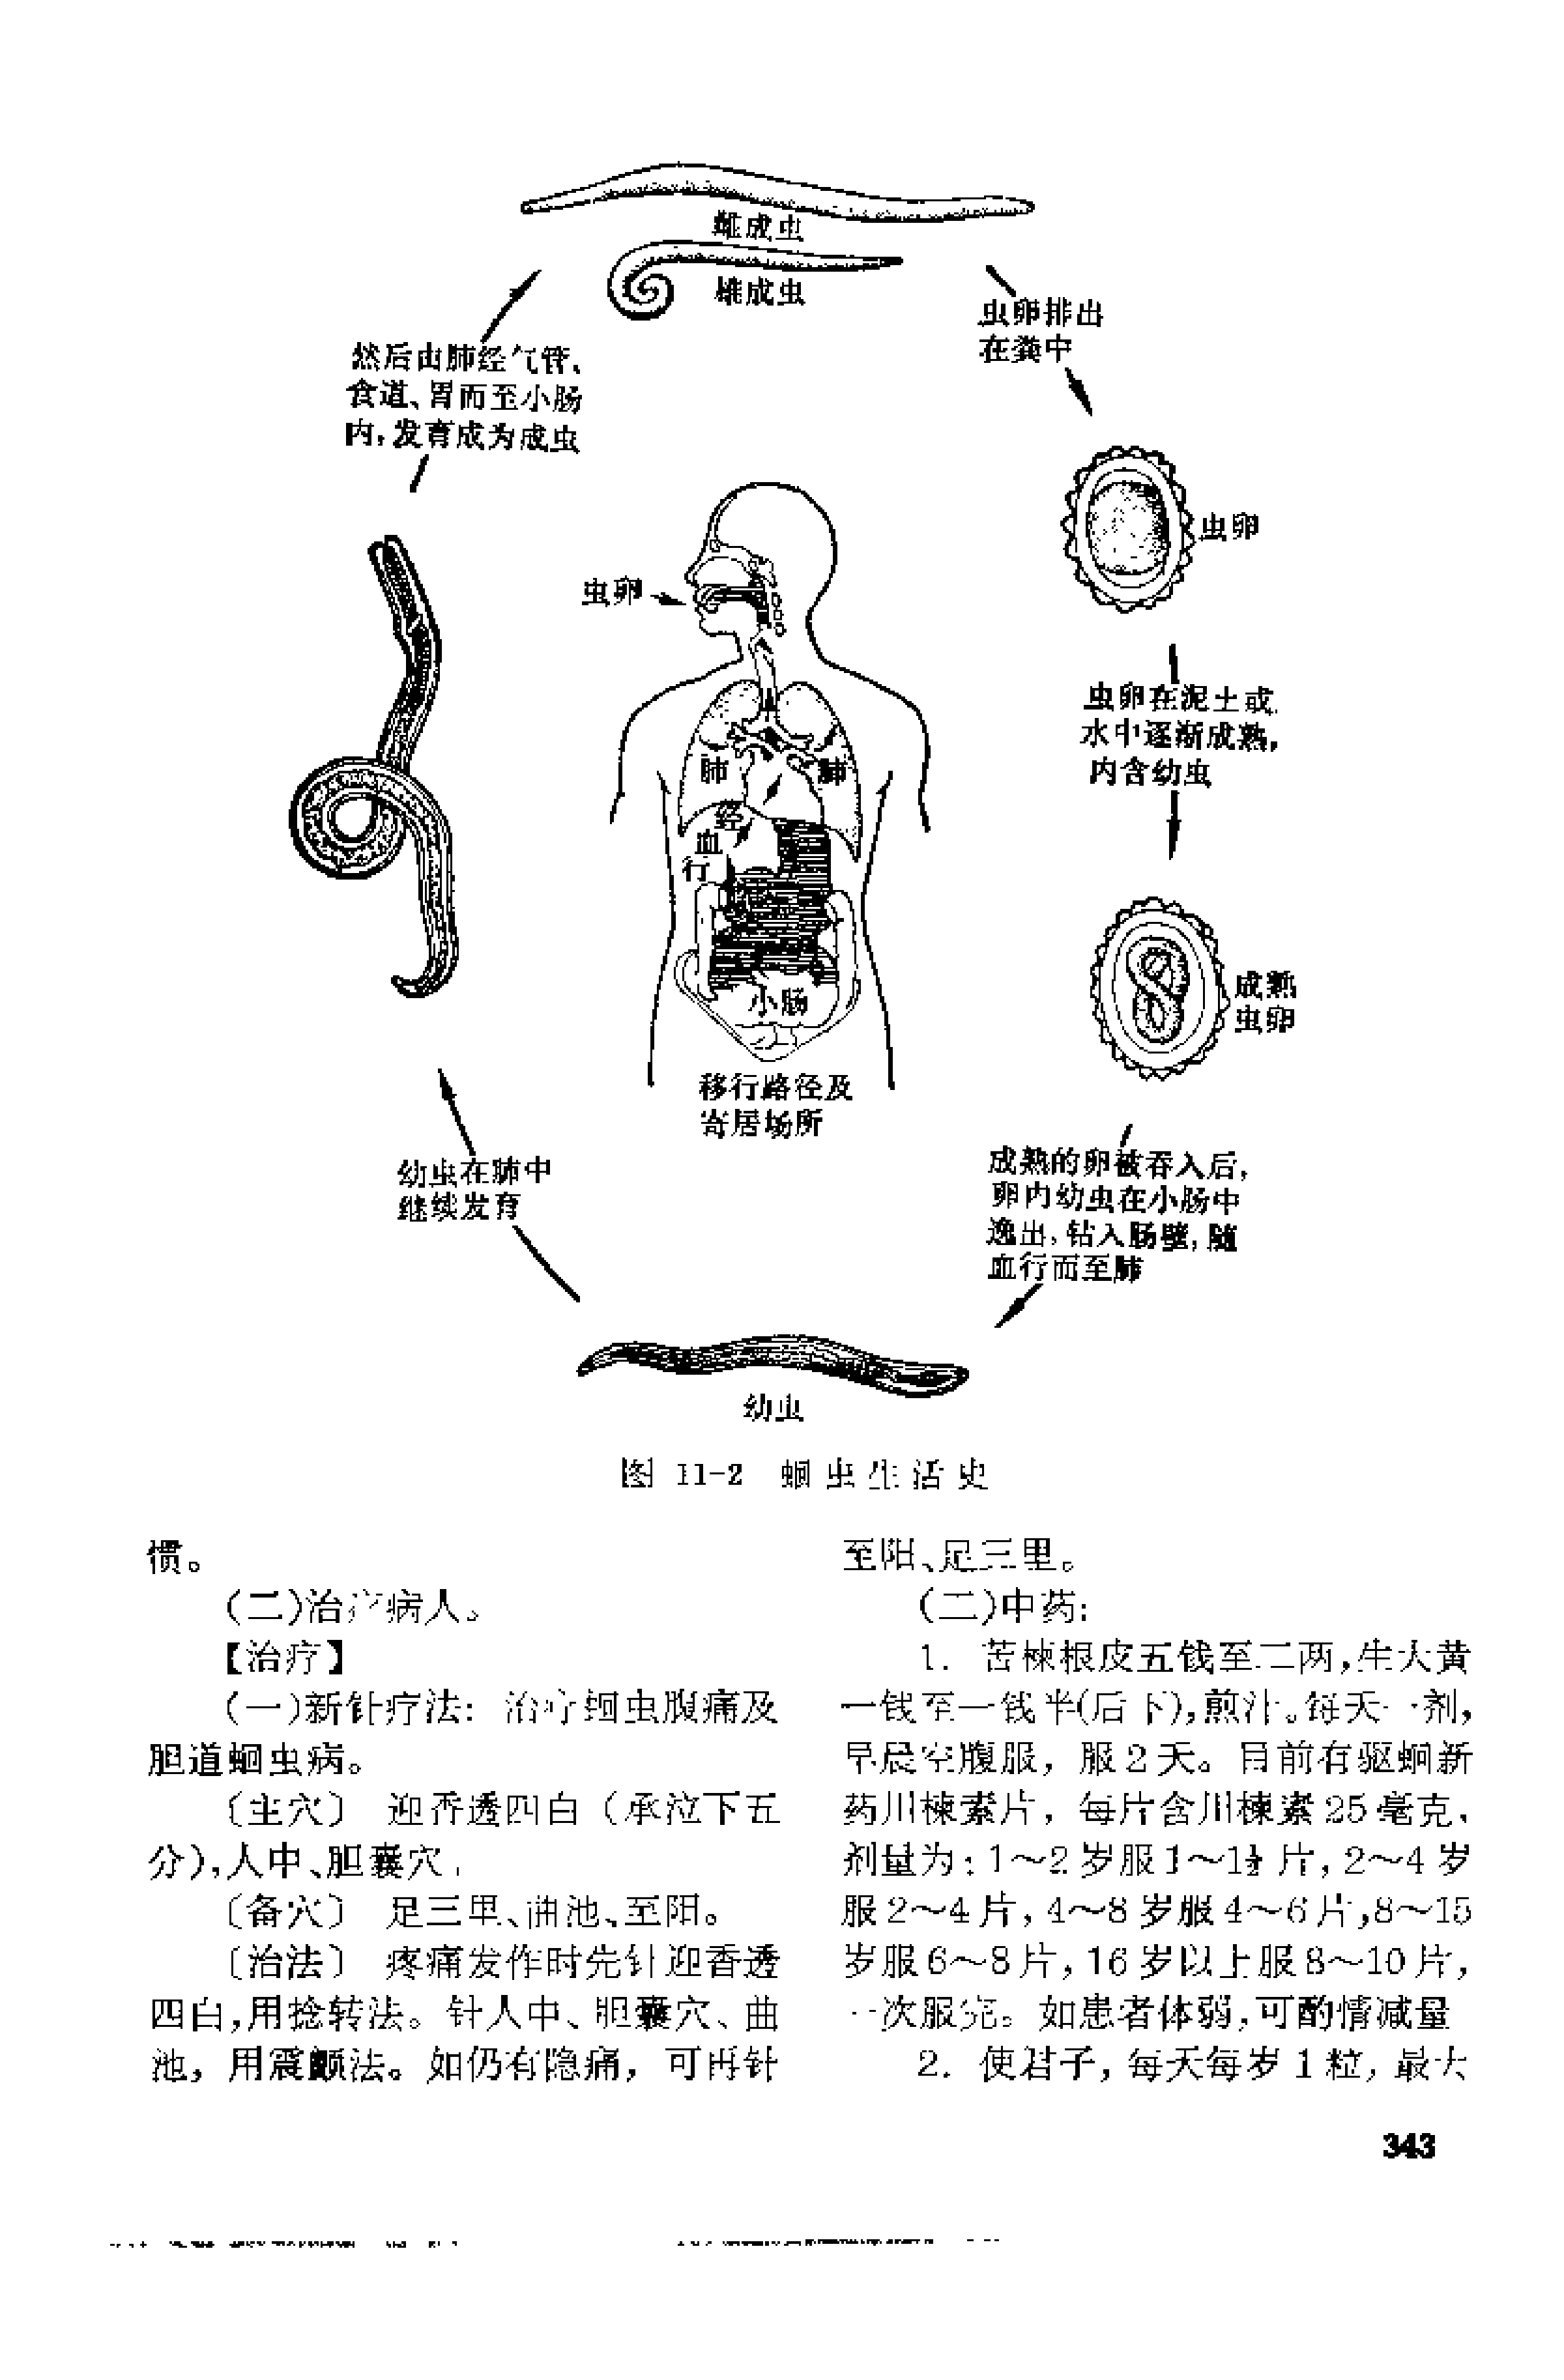 雌成虫
雄成虫
虫卵排出
在粪中
虫卵
虫卵在泥土或
水中逐渐成熟,
内含幼虫
成熟
虫卵
成熟的卵被吞入后,
卵内幼虫在小肠中
逸出,钻入肠壁,随
血行而至肺
幼虫
幼虫在肺中
继续发育
然后由肺经气管、
食道、胃而至小肠
内,发育成为成虫
虫卵
肺
肺
经
血
行
小肠
移行路径及
寄居场所
图 11-2 蛔虫生活史
惯。
(二)治疗病人。
【治疗】
(一)新针疗法: 治疗蛔虫腹痛及
胆道蛔虫病。
〔主穴〕 迎香透四白(承泣下五
分),人中、胆囊穴。
〔备穴〕 足三里、曲池、至阳。
〔治法〕 疼痛发作时先针迎香透
四白,用捻转法。针人中、胆囊穴、曲
池,用震颤法。如仍有隐痛,可再针
至阳、足三里。
(二)中药:
1. 苦楝根皮五钱至二两,生大黄
一钱至一钱半(后下),煎汁。每天一剂,
早晨空腹服,服2天。目前有驱蛔新
药川楝素片,每片含川楝素25毫克,
剂量为:1～2岁服1～1½片,2～4岁
服2～4片,4～8岁服4～6片,8～15
岁服6～8片,16岁以上服8～10片,
一次服完。如患者体弱,可酌情减量
2. 使君子,每天每岁1粒,最大
343